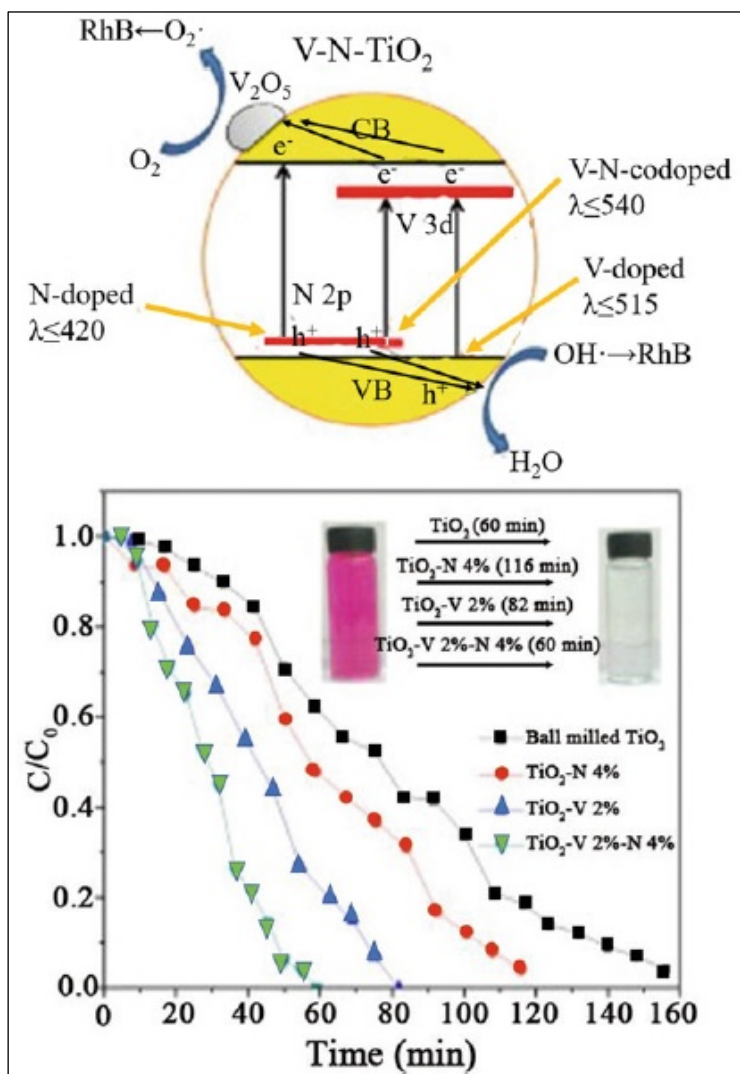 RhB←O₂·
V-N-TiO₂
V₂O₅
O₂
CB
e⁻
e⁻ e⁻
V-N-codoped
λ≤540
V 3d
N-doped
λ≤420
N 2p
V-doped
λ≤515
h⁺ h⁺
OH·→RhB
VB
h⁺
H₂O
TiO₂ (60 min)
TiO₂-N 4% (116 min)
TiO₂-V 2% (82 min)
TiO₂-V 2%-N 4% (60 min)
Ball milled TiO₂
TiO₂-N 4%
TiO₂-V 2%
TiO₂-V 2%-N 4%
C/C₀
1.0
0.8
0.6
0.4
0.2
0.0
0 20 40 60 80 100 120 140 160
Time (min)